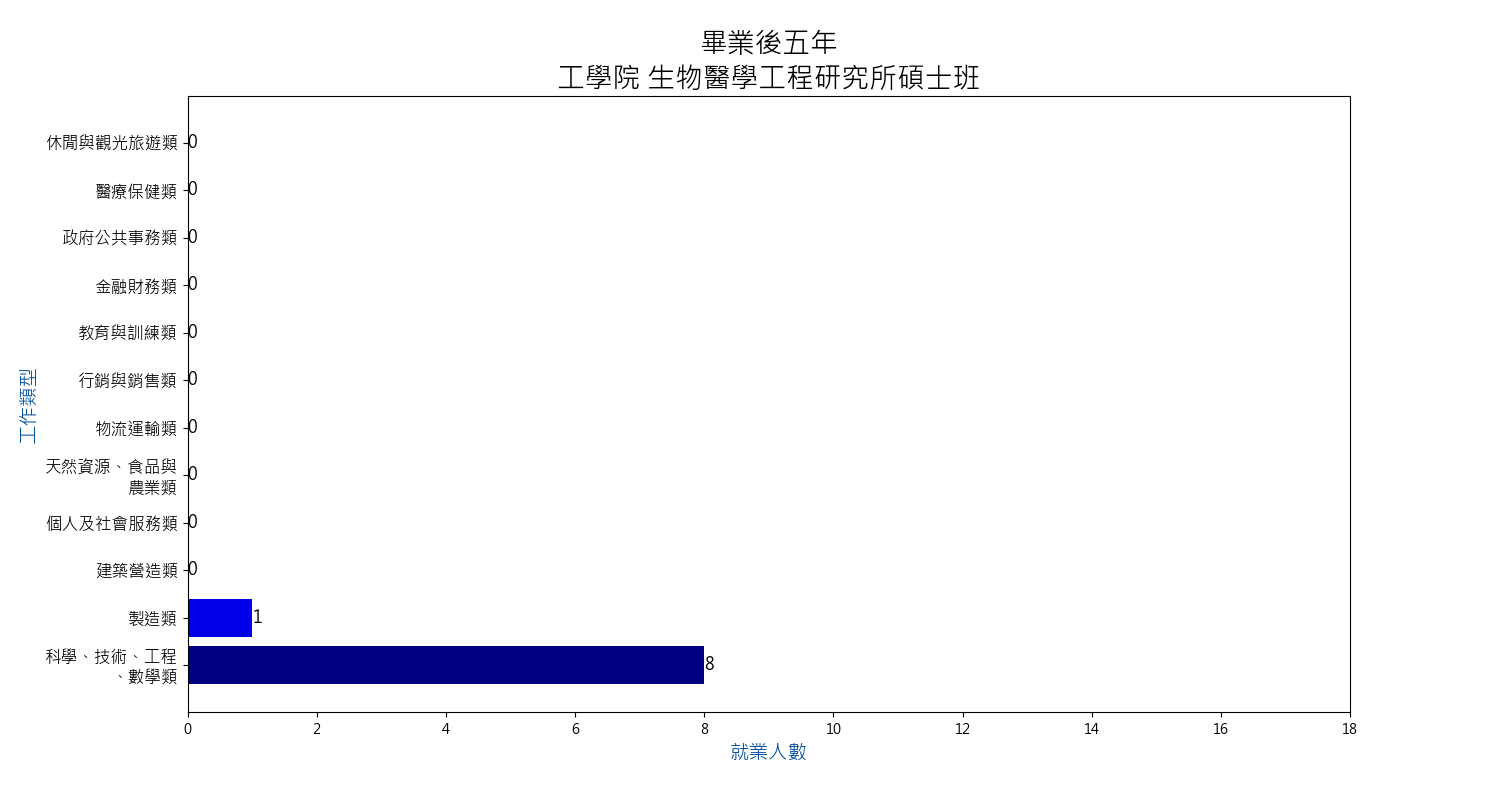 畢業後五年
工學院 生物醫學工程研究所碩士班
休閒與觀光旅遊類 0
醫療保健類 0
政府公共事務類 0
金融財務類 0
教育與訓練類 0
行銷與銷售類 0
物流運輸類 0
天然資源、食品與
農業類 0
個人及社會服務類 0
建築營造類 0
製造類 1
科學、技術、工程
、數學類 8
工作類型
0 2 4 6 8 10 12 14 16 18
就業人數